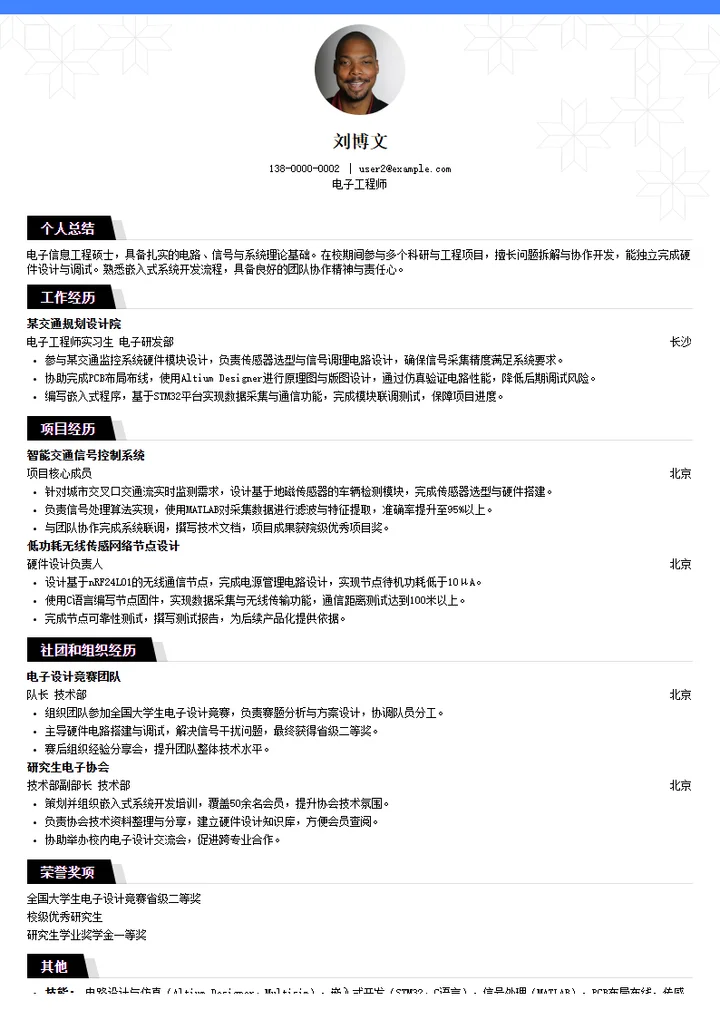 刘博文
138-0000-0002 | user2@example.com
电子工程师
个人总结
电子信息工程硕士，具备扎实的电路、信号与系统理论基础。在校期间参与多个科研与工程项目，擅长问题拆解与协作开发，能独立完成硬
件设计与调试。熟悉嵌入式系统开发流程，具备良好的团队协作精神与责任心。
工作经历
某交通规划设计院
电子工程师实习生 电子研发部 长沙
• 参与某交通监控系统硬件模块设计，负责传感器选型与信号调理电路设计，确保信号采集精度满足系统要求。
• 协助完成PCB布局布线，使用Altium Designer进行原理图与版图设计，通过仿真验证电路性能，降低后期调试风险。
• 编写嵌入式程序，基于STM32平台实现数据采集与通信功能，完成模块联调测试，保障项目进度。
项目经历
智能交通信号控制系统
项目核心成员 北京
• 针对城市交叉口交通流实时监测需求，设计基于地磁传感器的车辆检测模块，完成传感器选型与硬件搭建。
• 负责信号处理算法实现，使用MATLAB对采集数据进行滤波与特征提取，准确率提升至95%以上。
• 与团队协作完成系统联调，撰写技术文档，项目成果获院级优秀项目奖。
低功耗无线传感网络节点设计
硬件设计负责人 北京
• 设计基于nRF24L01的无线通信节点，完成电源管理电路设计，实现节点待机功耗低于10μA。
• 使用C语言编写节点固件，实现数据采集与无线传输功能，通信距离测试达到100米以上。
• 完成节点可靠性测试，撰写测试报告，为后续产品化提供依据。
社团和组织经历
电子设计竞赛团队
队长 技术部 北京
• 组织团队参加全国大学生电子设计竞赛，负责赛题分析与方案设计，协调队员分工。
• 主导硬件电路搭建与调试，解决信号干扰问题，最终获得省级二等奖。
• 赛后组织经验分享会，提升团队整体技术水平。
研究生电子协会
技术部副部长 技术部 北京
• 策划并组织嵌入式系统开发培训，覆盖50余名会员，提升协会技术氛围。
• 负责协会技术资料整理与分享，建立硬件设计知识库，方便会员查阅。
• 协助举办校内电子设计交流会，促进跨专业合作。
荣誉奖项
全国大学生电子设计竞赛省级二等奖
校级优秀研究生
研究生学业奖学金一等奖
其他
• 技能： 电路设计与仿真（Altium Designer、Multisim）、嵌入式开发（STM32、C语言）、信号处理（MATLAB）、PCB布局布线、传感